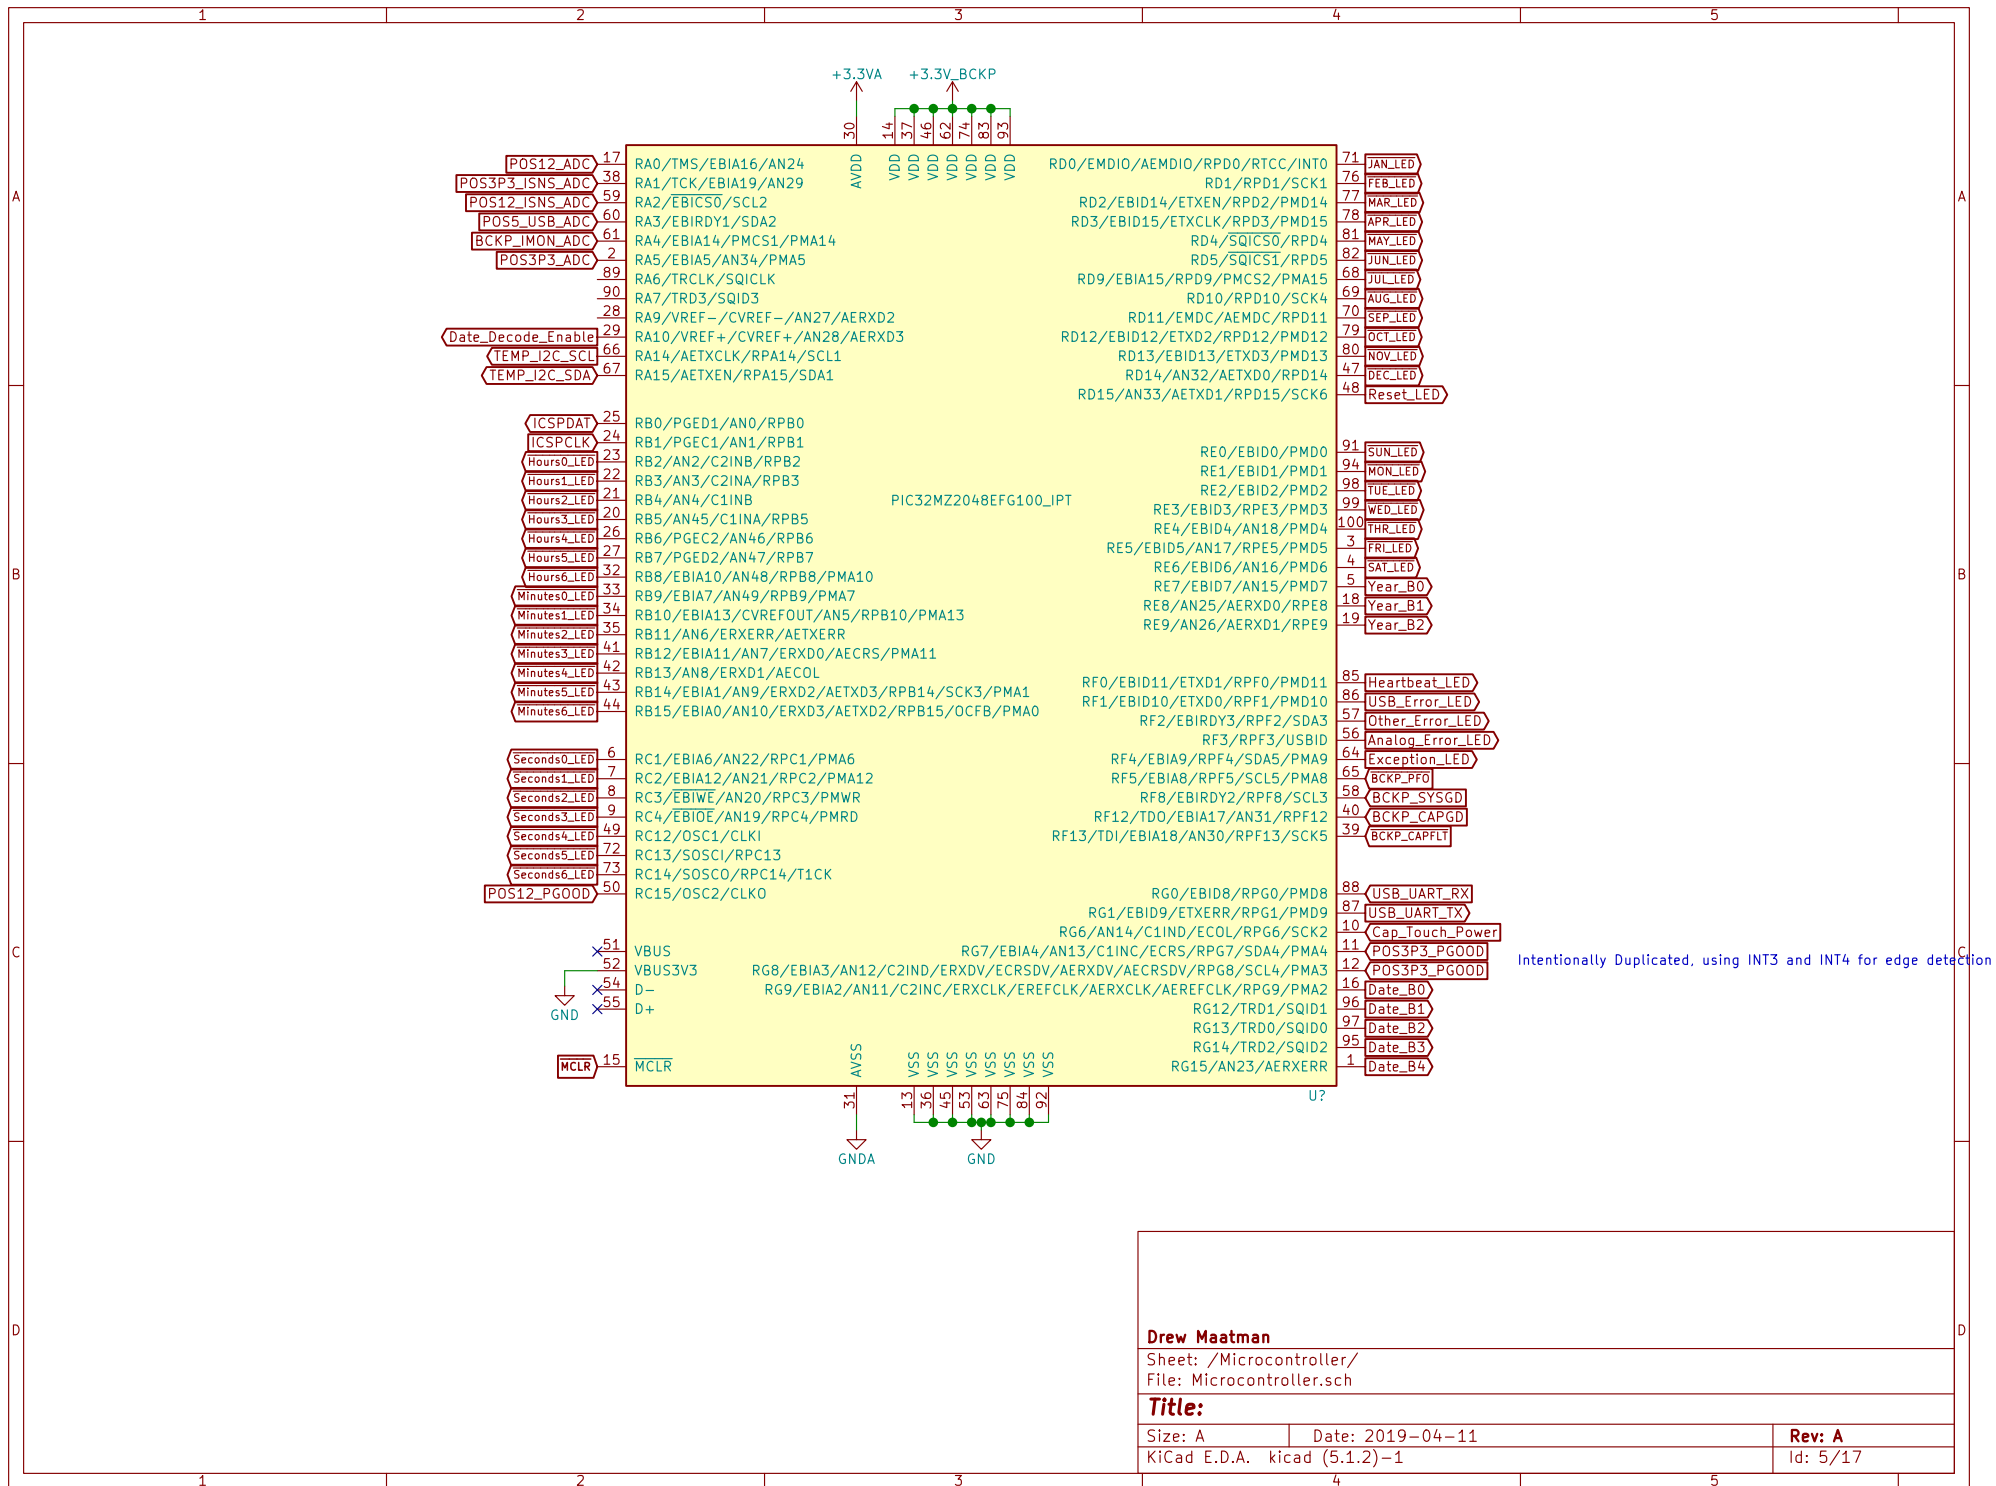 1 2 3 4 5
+3.3VA +3.3V_BCKP
30 14 37 46 62 74 83 93
AVDD VDD VDD VDD VDD VDD VDD VDD
POS12_ADC 17 RA0/TMS/EBIA16/AN24 RD0/EMDIO/AEMDIO/RPD0/RTCC/INT0 71 JAN_LED
POS3P3_ISNS_ADC 38 RA1/TCK/EBIA19/AN29 RD1/RPD1/SCK1 76 FEB_LED
A POS12_ISNS_ADC 59 RA2/EBICS0/SCL2 RD2/EBID14/ETXEN/RPD2/PMD14 77 MAR_LED A
POS5_USB_ADC 60 RA3/EBIRDY1/SDA2 RD3/EBID15/ETXCLK/RPD3/PMD15 78 APR_LED
BCKP_IMON_ADC 61 RA4/EBIA14/PMCS1/PMA14 RD4/SQICS0/RPD4 81 MAY_LED
POS3P3_ADC 2 RA5/EBIA5/AN34/PMA5 RD5/SQICS1/RPD5 82 JUN_LED
89 RA6/TRCLK/SQICLK RD9/EBIA15/RPD9/PMCS2/PMA15 68 JUL_LED
90 RA7/TRD3/SQID3 RD10/RPD10/SCK4 69 AUG_LED
28 RA9/VREF-/CVREF-/AN27/AERXD2 RD11/EMDC/AEMDC/RPD11 70 SEP_LED
Date_Decode_Enable 29 RA10/VREF+/CVREF+/AN28/AERXD3 RD12/EBID12/ETXD2/RPD12/PMD12 79 OCT_LED
TEMP_I2C_SCL 66 RA14/AETXCLK/RPA14/SCL1 RD13/EBID13/ETXD3/PMD13 80 NOV_LED
TEMP_I2C_SDA 67 RA15/AETXEN/RPA15/SDA1 RD14/AN32/AETXD0/RPD14 47 DEC_LED
RD15/AN33/AETXD1/RPD15/SCK6 48 Reset_LED
ICSPDAT 25 RB0/PGED1/AN0/RPB0
ICSPCLK 24 RB1/PGEC1/AN1/RPB1
RE0/EBID0/PMD0 91 SUN_LED
Hours0_LED 23 RB2/AN2/C2INB/RPB2
RE1/EBID1/PMD1 94 MON_LED
Hours1_LED 22 RB3/AN3/C2INA/RPB3
RE2/EBID2/PMD2 98 TUE_LED
Hours2_LED 21 RB4/AN4/C1INB
PIC32MZ2048EFG100_IPT
RE3/EBID3/RPE3/PMD3 99 WED_LED
Hours3_LED 20 RB5/AN45/C1INA/RPB5
RE4/EBID4/AN18/PMD4 100 THR_LED
Hours4_LED 26 RB6/PGEC2/AN46/RPB6
RE5/EBID5/AN17/RPE5/PMD5 3 FRI_LED
Hours5_LED 27 RB7/PGED2/AN47/RPB7
RE6/EBID6/AN16/PMD6 4 SAT_LED
B Hours6_LED 32 RB8/EBIA10/AN48/RPB8/PMA10 B
RE7/EBID7/AN15/PMD7 5 Year_B0
Minutes0_LED 33 RB9/EBIA7/AN49/RPB9/PMA7
RE8/AN25/AERXD0/RPE8 18 Year_B1
Minutes1_LED 34 RB10/EBIA13/CVREFOUT/AN5/RPB10/PMA13
RE9/AN26/AERXD1/RPE9 19 Year_B2
Minutes2_LED 35 RB11/AN6/ERXERR/AETXERR
Minutes3_LED 41 RB12/EBIA11/AN7/ERXD0/AECRS/PMA11
Minutes4_LED 42 RB13/AN8/ERXD1/AECOL
RF0/EBID11/ETXD1/RPF0/PMD11 85 Heartbeat_LED
Minutes5_LED 43 RB14/EBIA1/AN9/ERXD2/AETXD3/RPB14/SCK3/PMA1
RF1/EBID10/ETXD0/RPF1/PMD10 86 USB_Error_LED
Minutes6_LED 44 RB15/EBIA0/AN10/ERXD3/AETXD2/RPB15/OCFB/PMA0
RF2/EBIRDY3/RPF2/SDA3 57 Other_Error_LED
RF3/RPF3/USBID 56 Analog_Error_LED
Seconds0_LED 6 RC1/EBIA6/AN22/RPC1/PMA6 RF4/EBIA9/RPF4/SDA5/PMA9 64 Exception_LED
Seconds1_LED 7 RC2/EBIA12/AN21/RPC2/PMA12 RF5/EBIA8/RPF5/SCL5/PMA8 65 BCKP_PFO
Seconds2_LED 8 RC3/EBIWE/AN20/RPC3/PMWR RF8/EBIRDY2/RPF8/SCL3 58 BCKP_SYSGD
Seconds3_LED 9 RC4/EBIOE/AN19/RPC4/PMRD RF12/TDO/EBIA17/AN31/RPF12 40 BCKP_CAPGD
Seconds4_LED 49 RC12/OSC1/CLKI RF13/TDI/EBIA18/AN30/RPF13/SCK5 39 BCKP_CAPFLT
Seconds5_LED 72 RC13/SOSCI/RPC13
Seconds6_LED 73 RC14/SOSCO/RPC14/T1CK
POS12_PGOOD 50 RC15/OSC2/CLKO RG0/EBID8/RPG0/PMD8 88 USB_UART_RX
RG1/EBID9/ETXERR/RPG1/PMD9 87 USB_UART_TX
RG6/AN14/C1IND/ECOL/RPG6/SCK2 10 Cap_Touch_Power
C 51 VBUS RG7/EBIA4/AN13/C1INC/ECRS/RPG7/SDA4/PMA4 11 POS3P3_PGOOD C
Intentionally Duplicated, using INT3 and INT4 for edge detection
52 VBUS3V3 RG8/EBIA3/AN12/C2IND/ERXDV/ECRSDV/AERXDV/AECRSDV/RPG8/SCL4/PMA3 12 POS3P3_PGOOD
54 D- RG9/EBIA2/AN11/C2INC/ERXCLK/EREFCLK/AERXCLK/AEREFCLK/RPG9/PMA2 16 Date_B0
GND 55 D+ RG12/TRD1/SQID1 96 Date_B1
RG13/TRD0/SQID0 97 Date_B2
RG14/TRD2/SQID2 95 Date_B3
MCLR 15 MCLR RG15/AN23/AERXERR 1 Date_B4
AVSS VSS VSS VSS VSS VSS VSS VSS VSS
U?
31 13 36 45 53 63 75 84 92
GNDA GND
D D
Drew Maatman
Sheet: /Microcontroller/
File: Microcontroller.sch
Title:
Size: A Date: 2019-04-11 Rev: A
KiCad E.D.A. kicad (5.1.2)-1 Id: 5/17
1 2 3 4 5